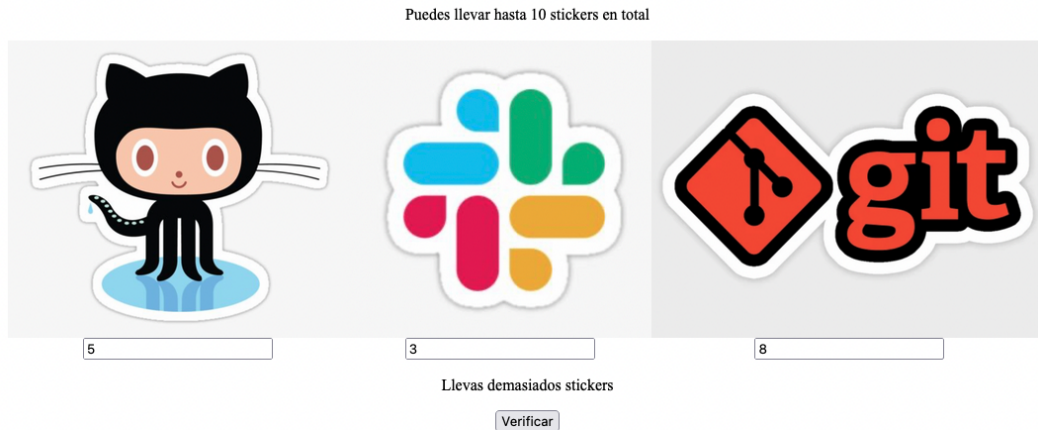 Puedes llevar hasta 10 stickers en total
git
5 3 8
Llevas demasiados stickers
Verificar